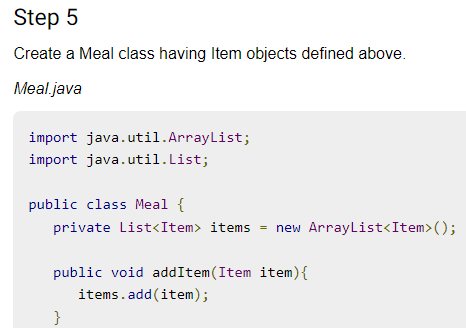 Step 5
Create a Meal class having Item objects defined above.
Meal.java
import java.util.ArrayList;
import java.util.List;
public class Meal {
private List<Item> items = new ArrayList<Item>();
public void addItem(Item item){
items.add(item);
}